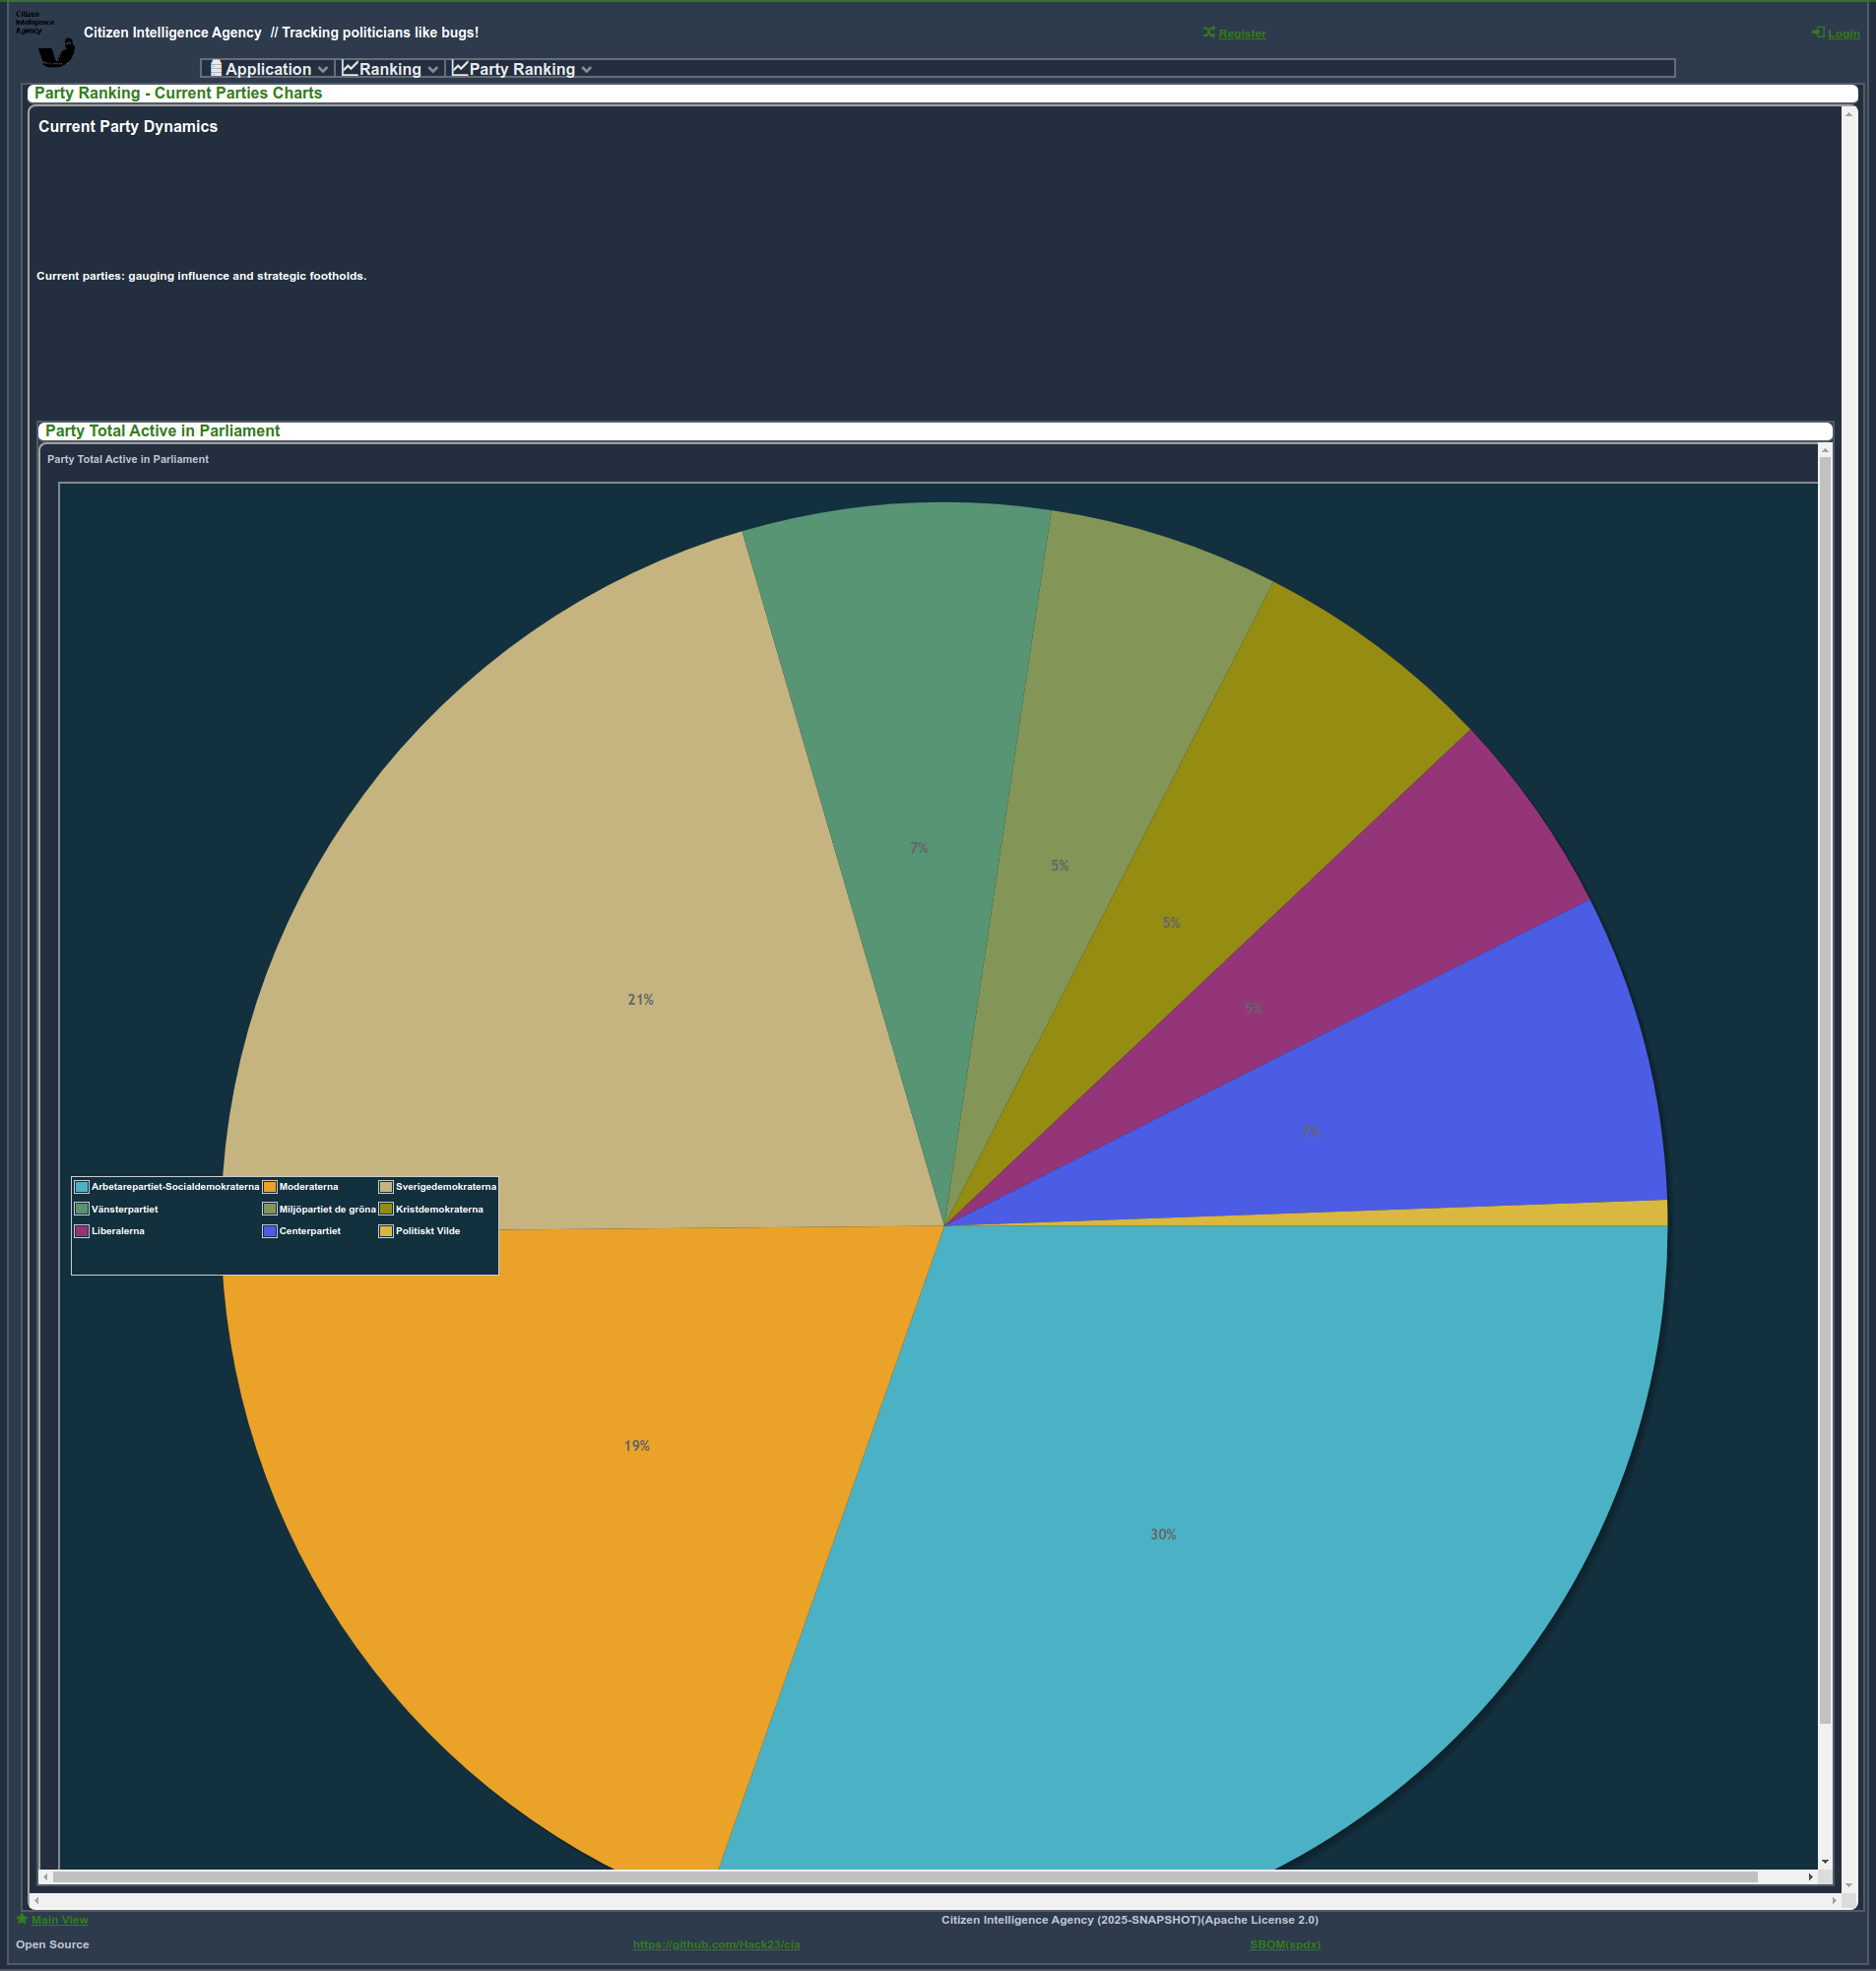 Citizen
Intelligence
Agency
Citizen Intelligence Agency // Tracking politicians like bugs!
Register
Login
Application
Ranking
Party Ranking
Party Ranking - Current Parties Charts
Current Party Dynamics
Current parties: gauging influence and strategic footholds.
Party Total Active in Parliament
Party Total Active in Parliament
7%
5%
5%
21%
5%
7%
Arbetarepartiet-Socialdemokraterna Moderaterna Sverigedemokraterna
Vänsterpartiet Miljöpartiet de gröna Kristdemokraterna
Liberalerna Centerpartiet Politiskt Vilde
19%
30%
Main View
Citizen Intelligence Agency (2025-SNAPSHOT)(Apache License 2.0)
Open Source
https://github.com/Hack23/cia
SBOM(spdx)